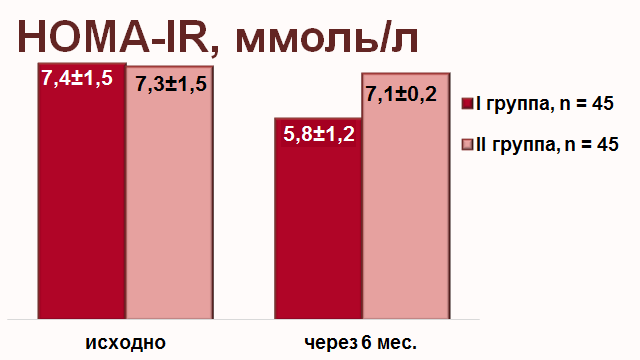 НОМА-IR, ммоль/л
7,4±1,5
7,3±1,5
5,8±1,2
7,1±0,2
I группа, n = 45
II группа, n = 45
исходно
через 6 мес.